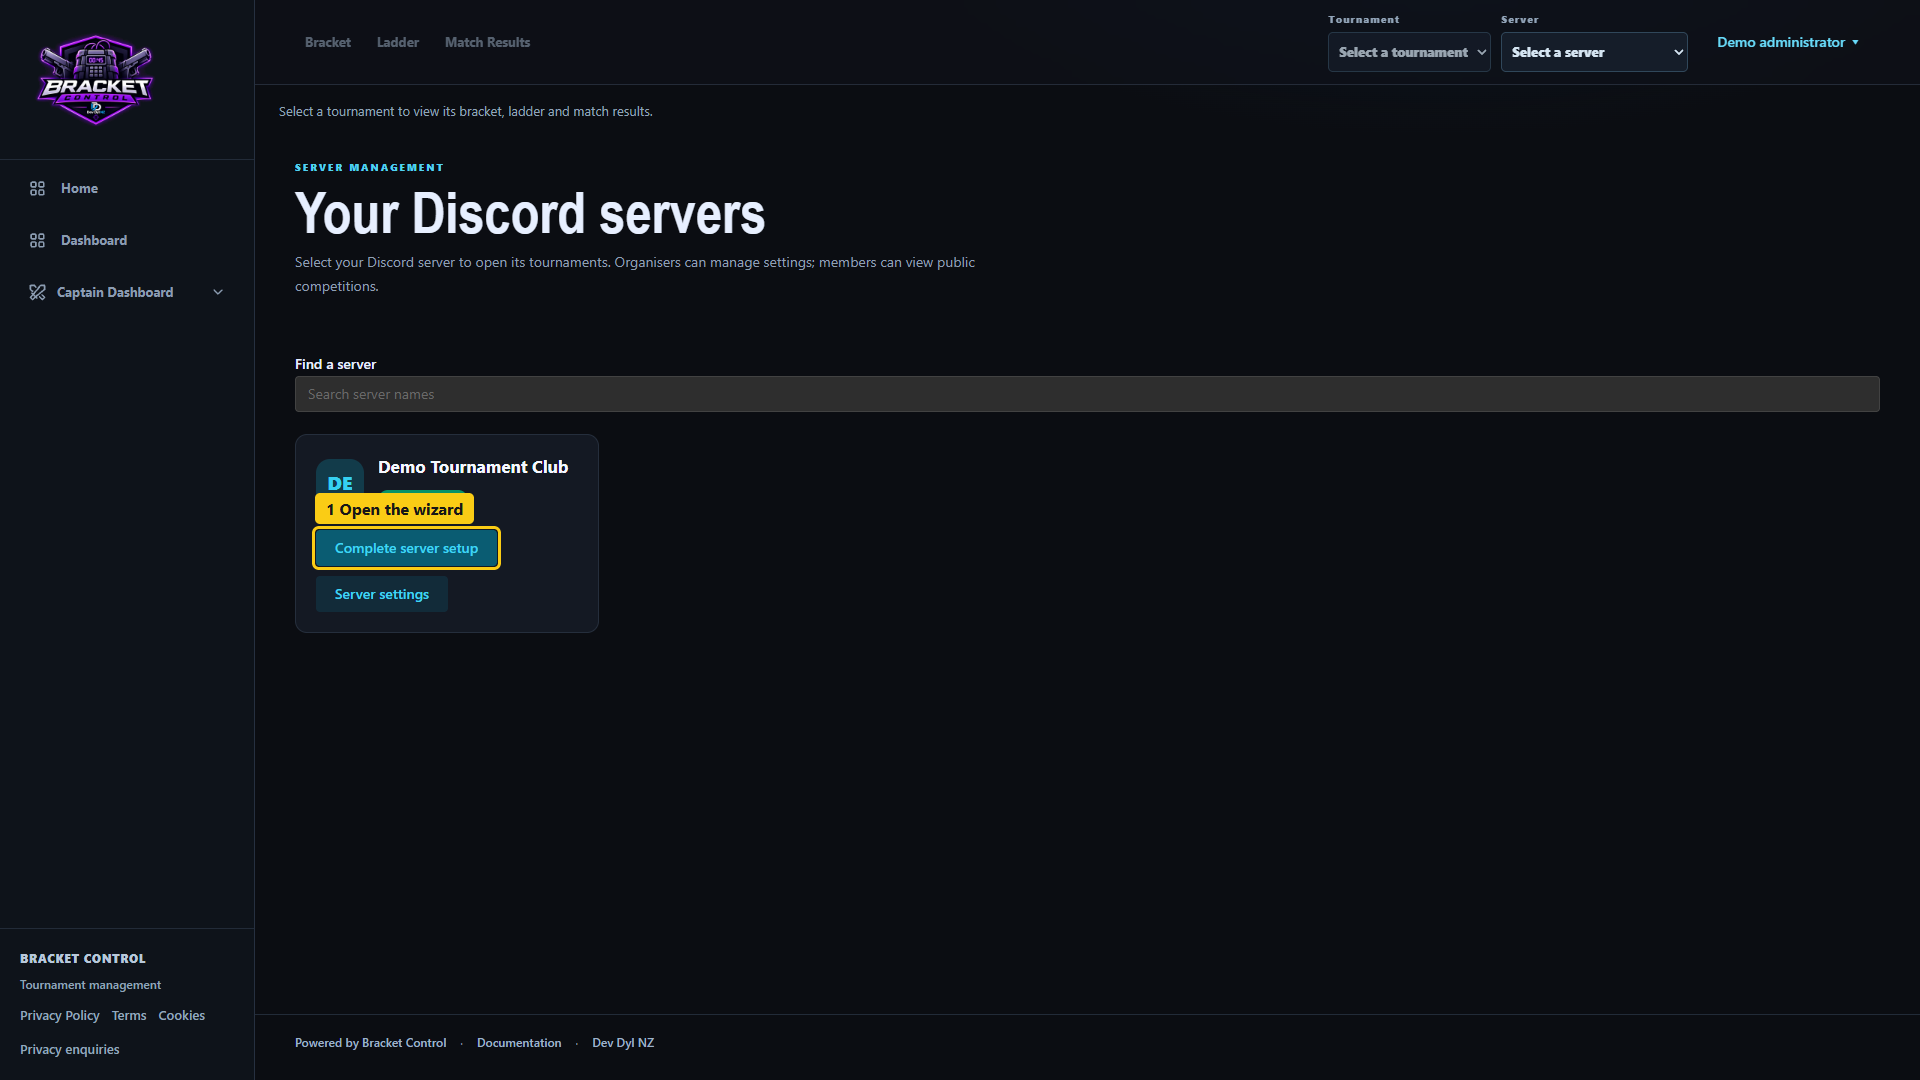 BRACKET
CONTROL
Home
Dashboard
Captain Dashboard
Bracket
Ladder
Match Results
Tournament
Select a tournament
Server
Select a server
Demo administrator
Select a tournament to view its bracket, ladder and match results.
SERVER MANAGEMENT
Your Discord servers
Select your Discord server to open its tournaments. Organisers can manage settings; members can view public
competitions.
Find a server
Search server names
DE
Demo Tournament Club
1 Open the wizard
Complete server setup
Server settings
BRACKET CONTROL
Tournament management
Privacy Policy
Terms
Cookies
Privacy enquiries
Powered by Bracket Control · Documentation · Dev Dyl NZ